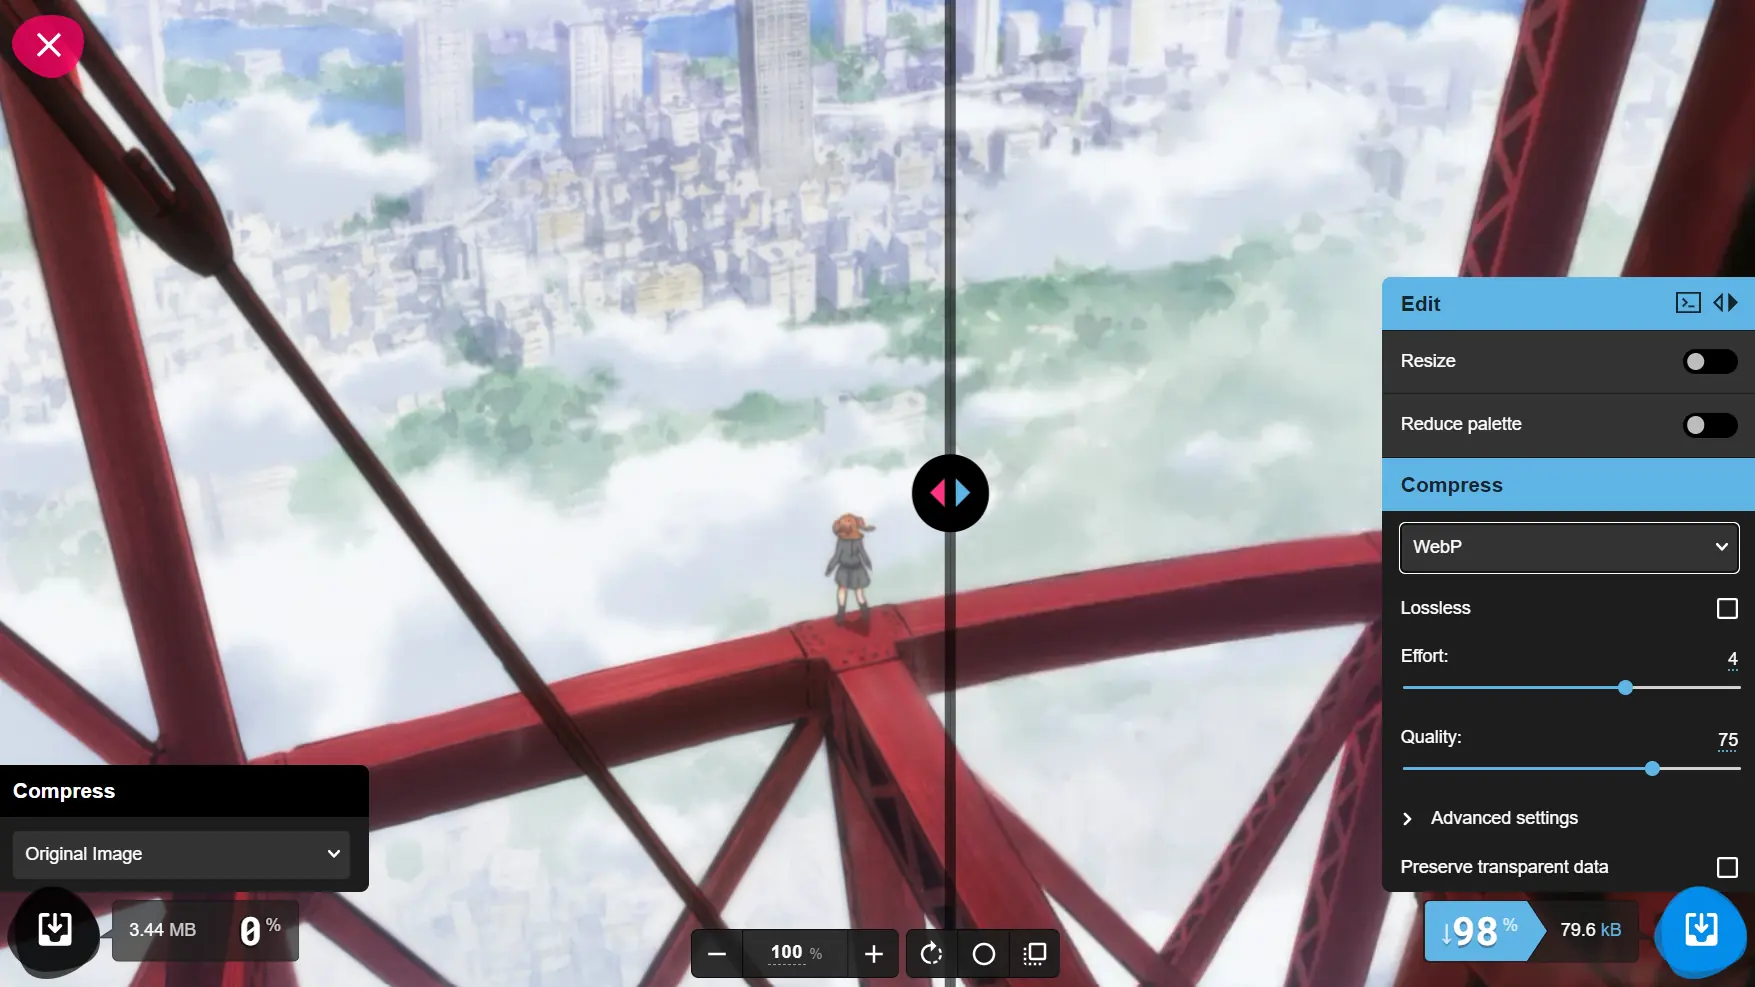 Edit
Resize
Reduce palette
Compress
WebP
Lossless
Effort:
4
Quality:
75
Advanced settings
Preserve transparent data
Compress
Original Image
3.44 MB
0 %
100 %
↓98 %
79.6 kB